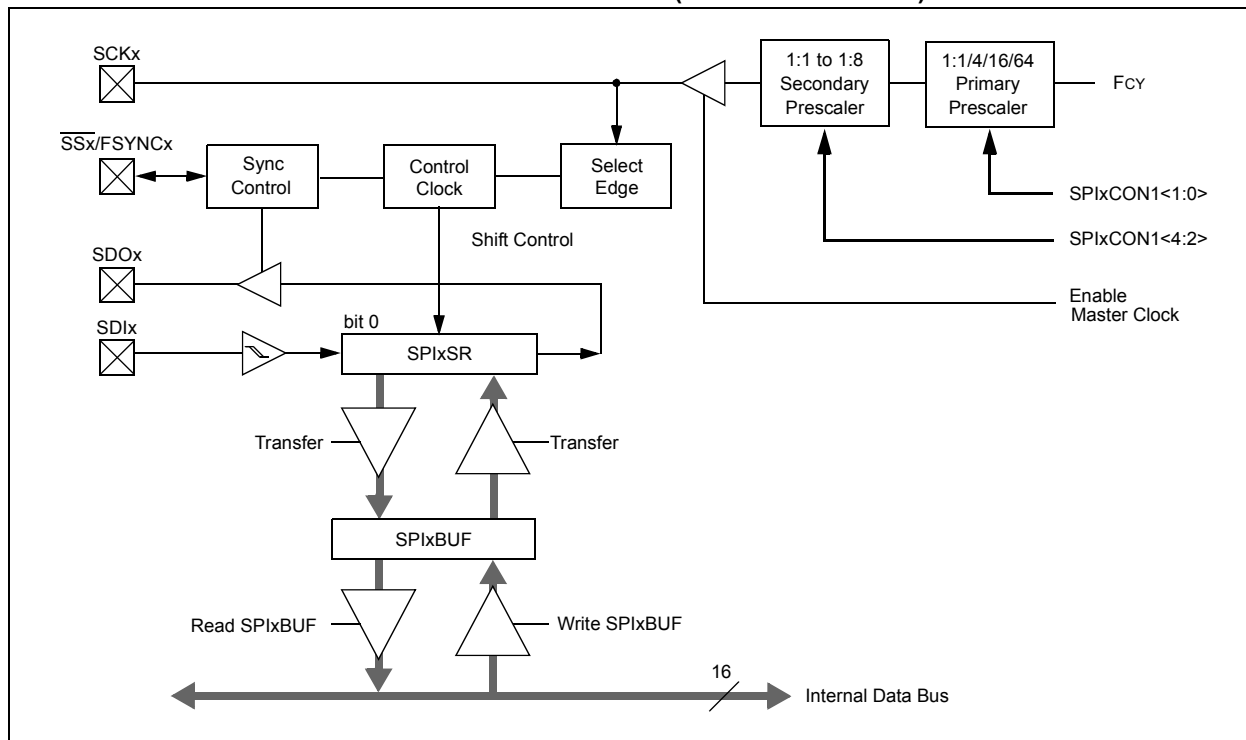 SCKx
1:1 to 1:8
Secondary
Prescaler
1:1/4/16/64
Primary
Prescaler
FCY
SSx/FSYNCx
Sync
Control
Control
Clock
Select
Edge
SPIxCON1<1:0>
Shift Control
SPIxCON1<4:2>
SDOx
Enable
Master Clock
SDIx
bit 0
SPIxSR
Transfer
Transfer
SPIxBUF
Read SPIxBUF
Write SPIxBUF
16
Internal Data Bus